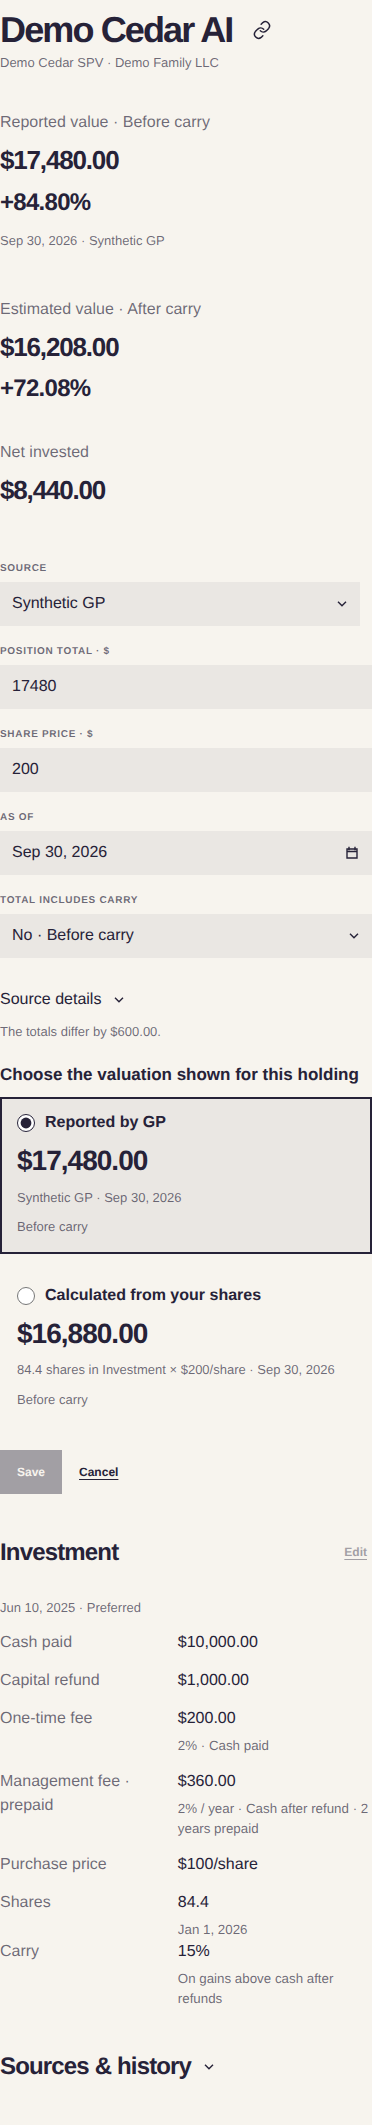 Demo Cedar AI
Demo Cedar SPV · Demo Family LLC
Reported value · Before carry
$17,480.00
+84.80%
Sep 30, 2026 · Synthetic GP
Estimated value · After carry
$16,208.00
+72.08%
Net invested
$8,440.00
SOURCE
Synthetic GP
POSITION TOTAL · $
17480
SHARE PRICE · $
200
AS OF
Sep 30, 2026
TOTAL INCLUDES CARRY
No · Before carry
Source details
The totals differ by $600.00.
Choose the valuation shown for this holding
Reported by GP
$17,480.00
Synthetic GP · Sep 30, 2026
Before carry
Calculated from your shares
$16,880.00
84.4 shares in Investment × $200/share · Sep 30, 2026
Before carry
Save Cancel
Investment Edit
Jun 10, 2025 · Preferred
Cash paid $10,000.00
Capital refund $1,000.00
One-time fee $200.00
2% · Cash paid
Management fee · $360.00
prepaid 2% / year · Cash after refund · 2
years prepaid
Purchase price $100/share
Shares 84.4
Jan 1, 2026
Carry 15%
On gains above cash after
refunds
Sources & history